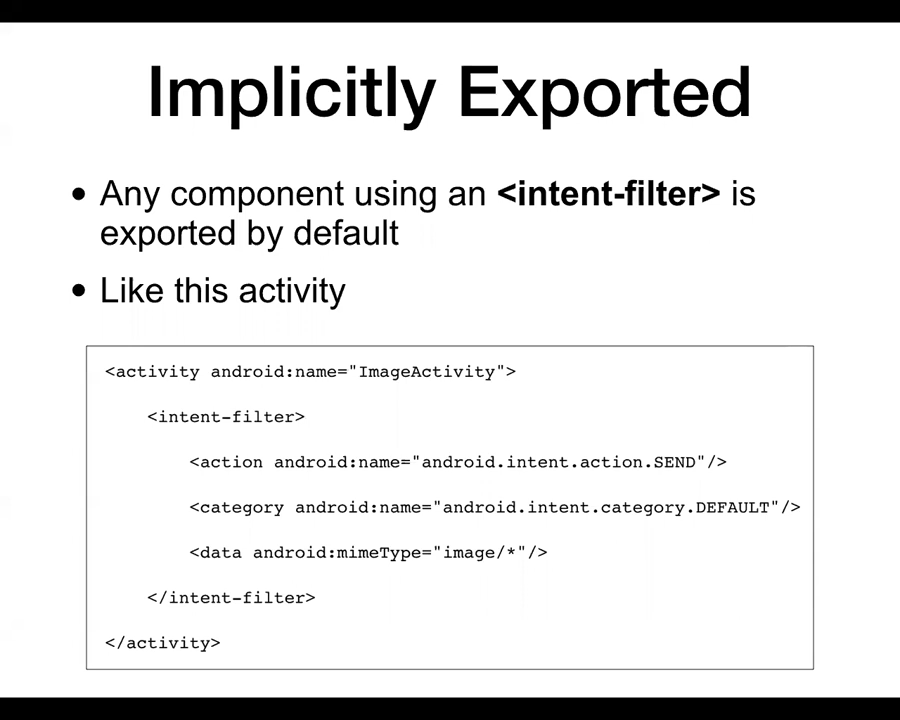 Implicitly Exported
• Any component using an <intent-filter> is
exported by default
• Like this activity
<activity android:name="ImageActivity">
<intent-filter>
<action android:name="android.intent.action.SEND"/>
<category android:name="android.intent.category.DEFAULT"/>
<data android:mimeType="image/*"/>
</intent-filter>
</activity>